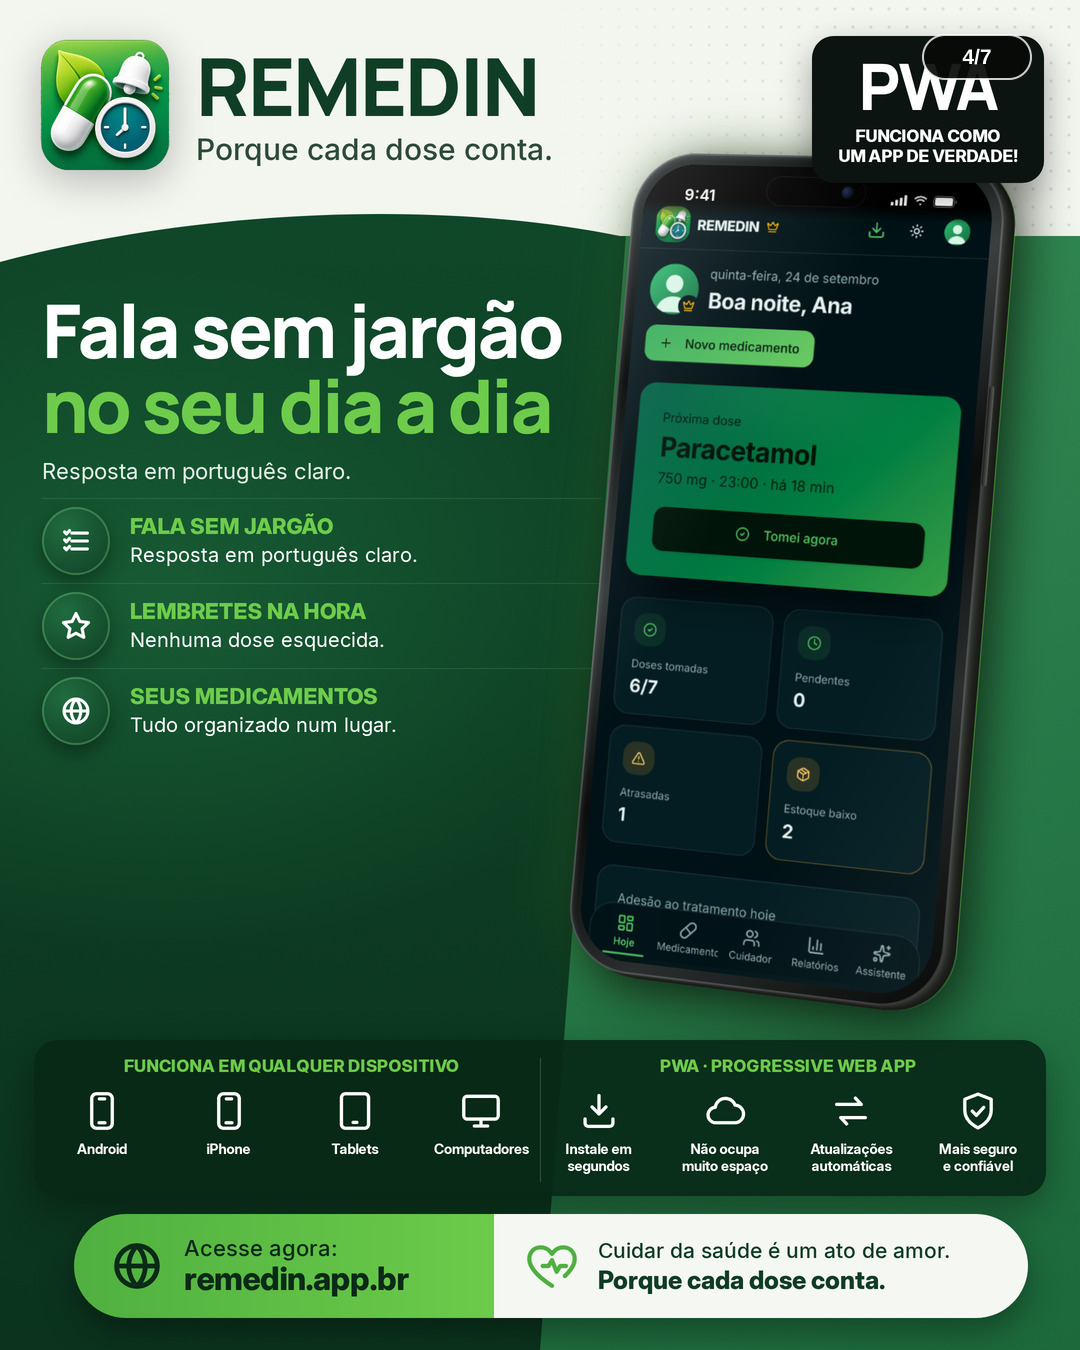 REMEDIN
Porque cada dose conta.
4/7
PWA
FUNCIONA COMO
UM APP DE VERDADE!
Fala sem jargão
no seu dia a dia
Resposta em português claro.
FALA SEM JARGÃO
Resposta em português claro.
LEMBRETES NA HORA
Nenhuma dose esquecida.
SEUS MEDICAMENTOS
Tudo organizado num lugar.
9:41
REMEDIN
quinta-feira, 24 de setembro
Boa noite, Ana
+ Novo medicamento
Próxima dose
Paracetamol
750 mg · 23:00 · há 18 min
Tomei agora
Doses tomadas
6/7
Pendentes
0
Atrasadas
1
Estoque baixo
2
Adesão ao tratamento hoje
Hoje
Medicamentc
Cuidador
Relatórios
Assistente
FUNCIONA EM QUALQUER DISPOSITIVO
Android
iPhone
Tablets
Computadores
PWA · PROGRESSIVE WEB APP
Instale em
segundos
Não ocupa
muito espaço
Atualizações
automáticas
Mais seguro
e confiável
Acesse agora:
remedin.app.br
Cuidar da saúde é um ato de amor.
Porque cada dose conta.